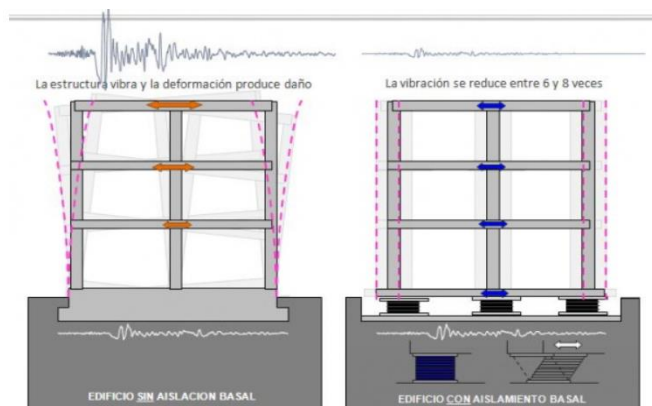 La estructura vibra y la deformación produce daño
La vibración se reduce entre 6 y 8 veces
EDIFICIO SIN AISLACION BASAL
EDIFICIO CON AISLAMIENTO BASAL